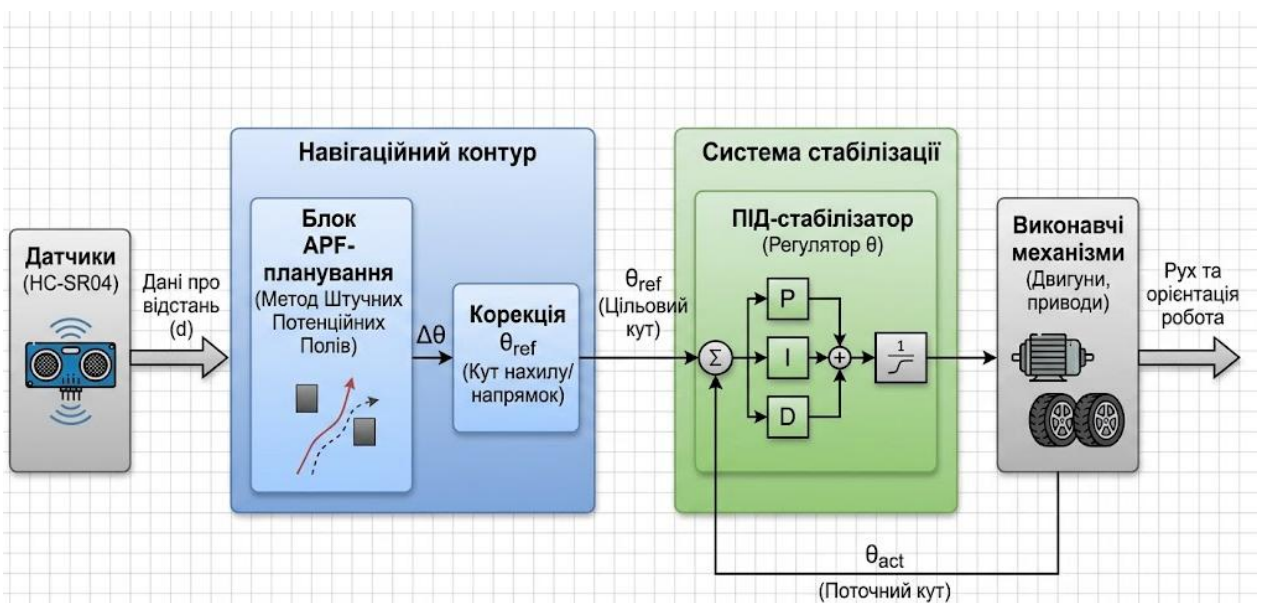 Датчики
(HC-SR04)
Дані про
відстань
(d)
Навігаційний контур
Блок
APF-
планування
(Метод Штучних
Потенційних
Полів)
Δθ
Корекція
θref
(Кут нахилу/
напрямок)
θref
(Цільовий
кут)
Система стабілізації
ПІД-стабілізатор
(Регулятор θ)
Σ
P
I
D
+
1
Виконавчі
механізми
(Двигуни,
приводи)
Рух та
орієнтація
робота
θact
(Поточний кут)